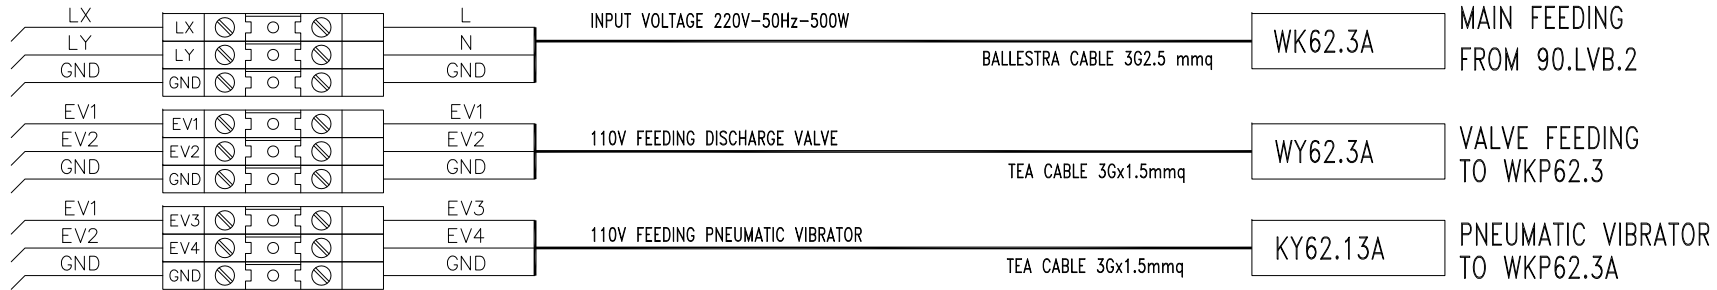 LX LX L INPUT VOLTAGE 220V-50Hz-500W WK62.3A MAIN FEEDING
LY LY N BALLESTRA CABLE 3G2.5 mmq FROM 90.LVB.2
GND GND GND
EV1 EV1 EV1
EV2 EV2 EV2 110V FEEDING DISCHARGE VALVE WY62.3A VALVE FEEDING
GND GND GND TEA CABLE 3Gx1.5mmq TO WKP62.3
EV1 EV3 EV3
EV2 EV4 EV4 110V FEEDING PNEUMATIC VIBRATOR KY62.13A PNEUMATIC VIBRATOR
GND GND GND TEA CABLE 3Gx1.5mmq TO WKP62.3A